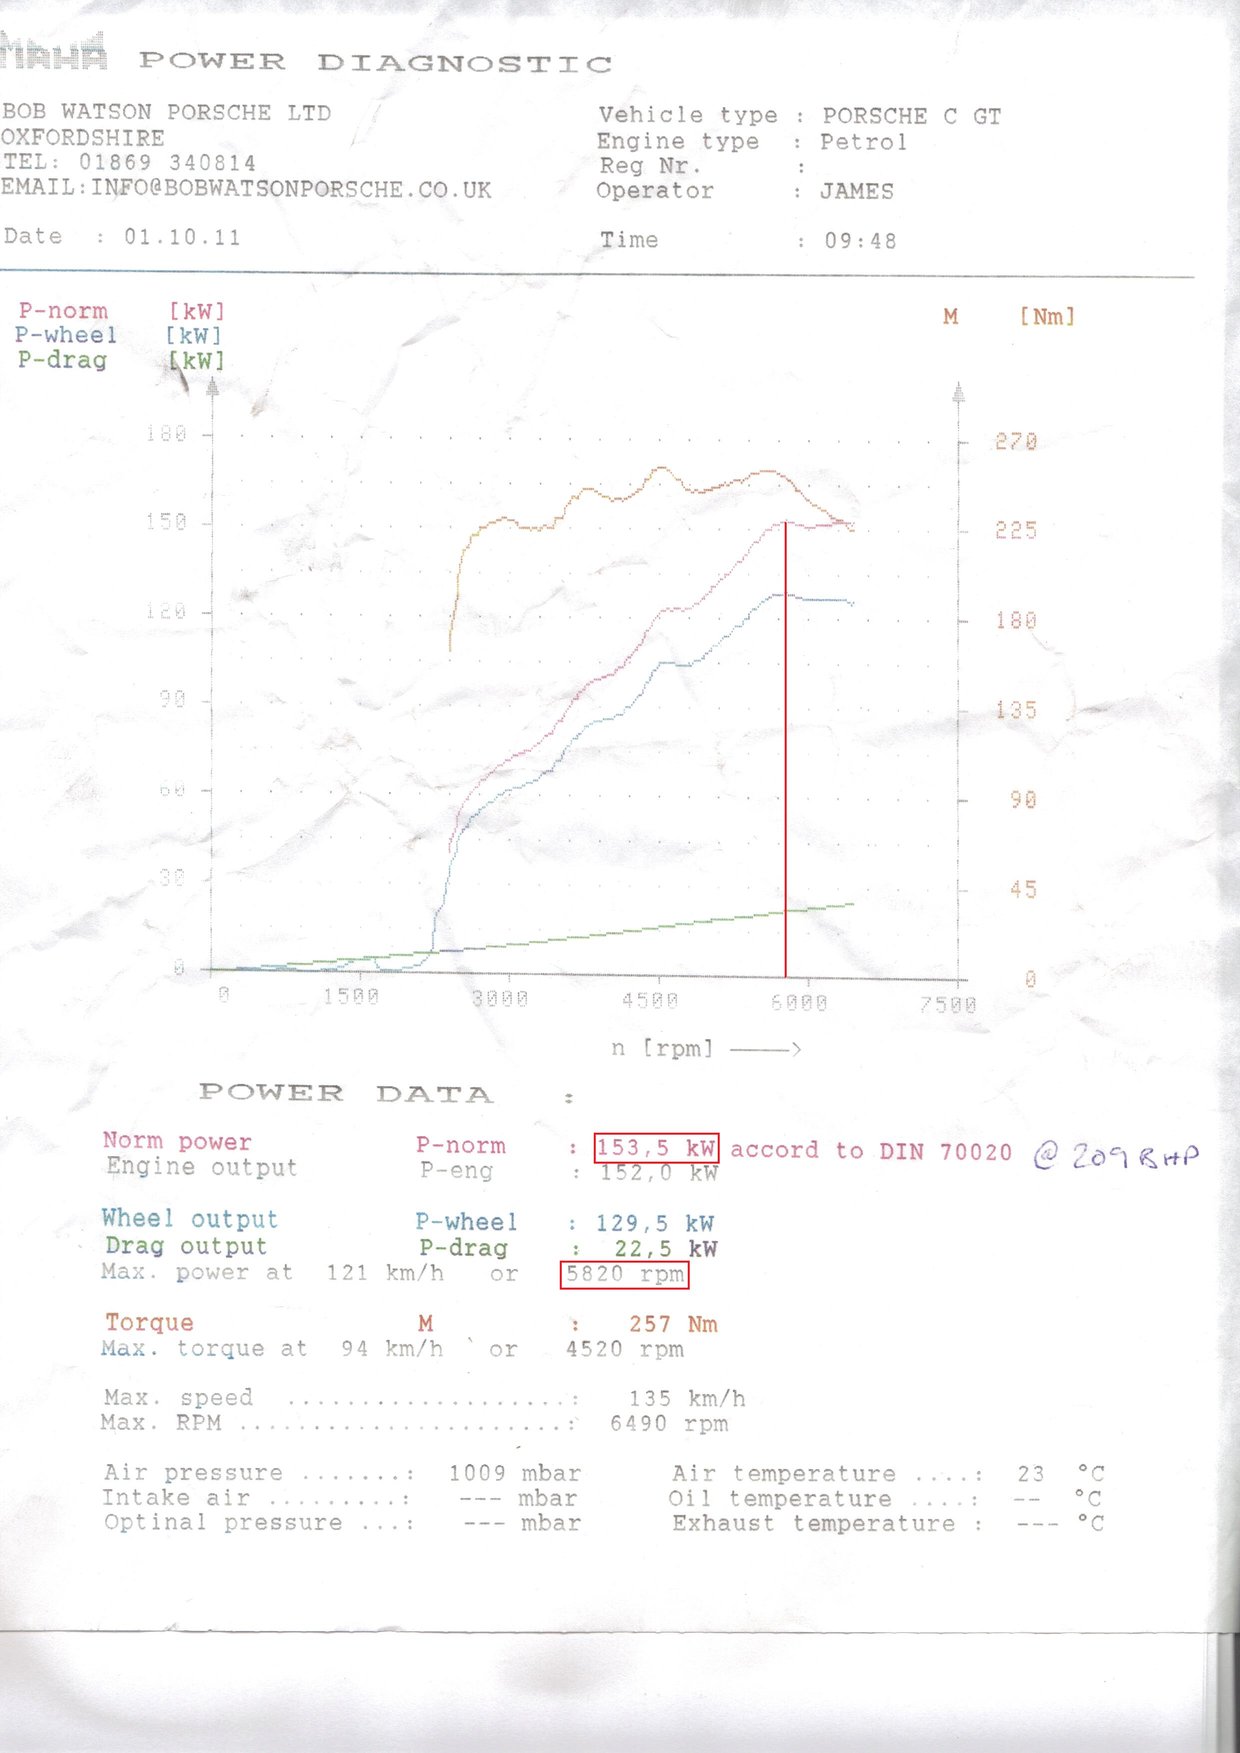 MAHA POWER DIAGNOSTIC
BOB WATSON PORSCHE LTD
OXFORDSHIRE
TEL: 01869 340814
EMAIL:INFO@BOBWATSONPORSCHE.CO.UK
Date : 01.10.11
Vehicle type : PORSCHE C GT
Engine type : Petrol
Reg Nr. :
Operator : JAMES
Time : 09:48
P-norm [kW]
P-wheel [kW]
P-drag [kW]
M [Nm]
180 270
150 225
120 180
90 135
60 90
30 45
0 0
0 1500 3000 4500 6000 7500
n [rpm]
POWER DATA :
Norm power P-norm : 153,5 kW accord to DIN 70020 @ 209 BHP
Engine output P-eng : 152,0 kW
Wheel output P-wheel : 129,5 kW
Drag output P-drag : 22,5 kW
Max. power at 121 km/h or 5820 rpm
Torque M : 257 Nm
Max. torque at 94 km/h or 4520 rpm
Max. speed ....................: 135 km/h
Max. RPM .......................: 6490 rpm
Air pressure .......: 1009 mbar Air temperature ....: 23 °C
Intake air .........: --- mbar Oil temperature ....: -- °C
Optinal pressure ...: --- mbar Exhaust temperature : --- °C